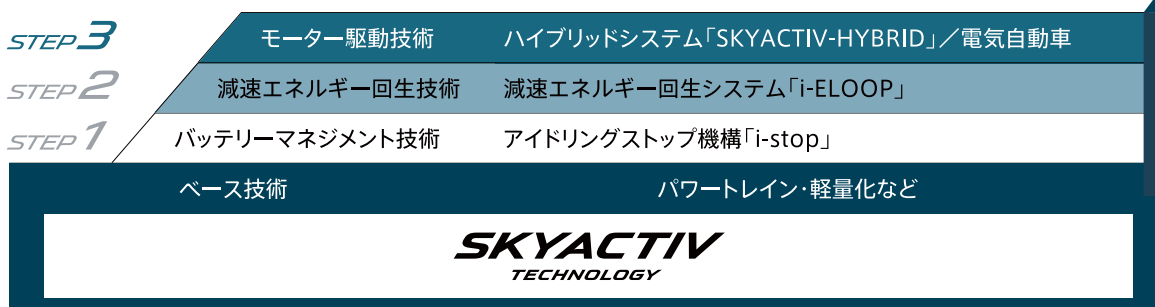 STEP 3 モーター駆動技術 ハイブリッドシステム「SKYACTIV-HYBRID」／電気自動車
STEP 2 減速エネルギー回生技術 減速エネルギー回生システム「i-ELOOP」
STEP 1 バッテリーマネジメント技術 アイドリングストップ機構「i-stop」
ベース技術 パワートレイン･軽量化など
SKYACTIV
TECHNOLOGY